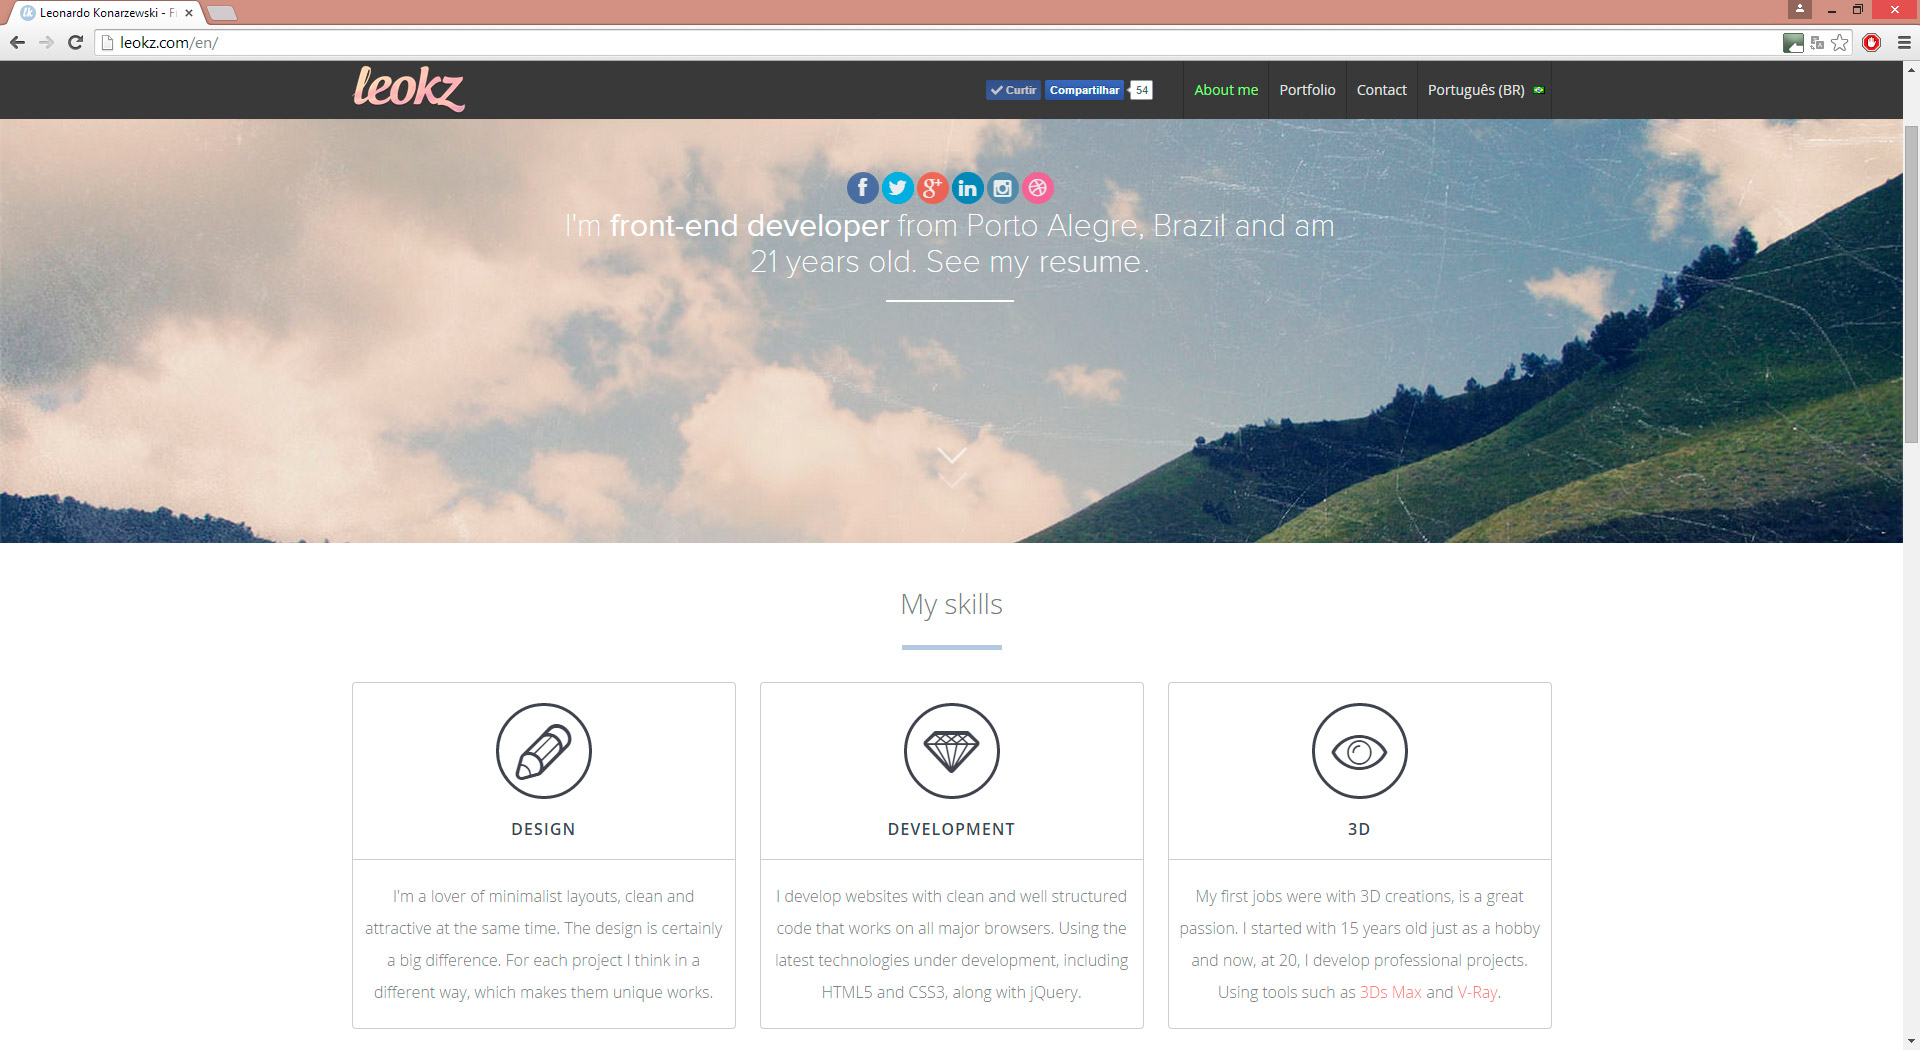 lk Leonardo Konarzewski - F
leokz.com/en/
leokz
Curtir Compartilhar 54
About me Portfolio Contact Português (BR)
I'm front-end developer from Porto Alegre, Brazil and am
21 years old. See my resume.
My skills
DESIGN
I'm a lover of minimalist layouts, clean and
attractive at the same time. The design is certainly
a big difference. For each project I think in a
different way, which makes them unique works.
DEVELOPMENT
I develop websites with clean and well structured
code that works on all major browsers. Using the
latest technologies under development, including
HTML5 and CSS3, along with jQuery.
3D
My first jobs were with 3D creations, is a great
passion. I started with 15 years old just as a hobby
and now, at 20, I develop professional projects.
Using tools such as 3Ds Max and V-Ray.